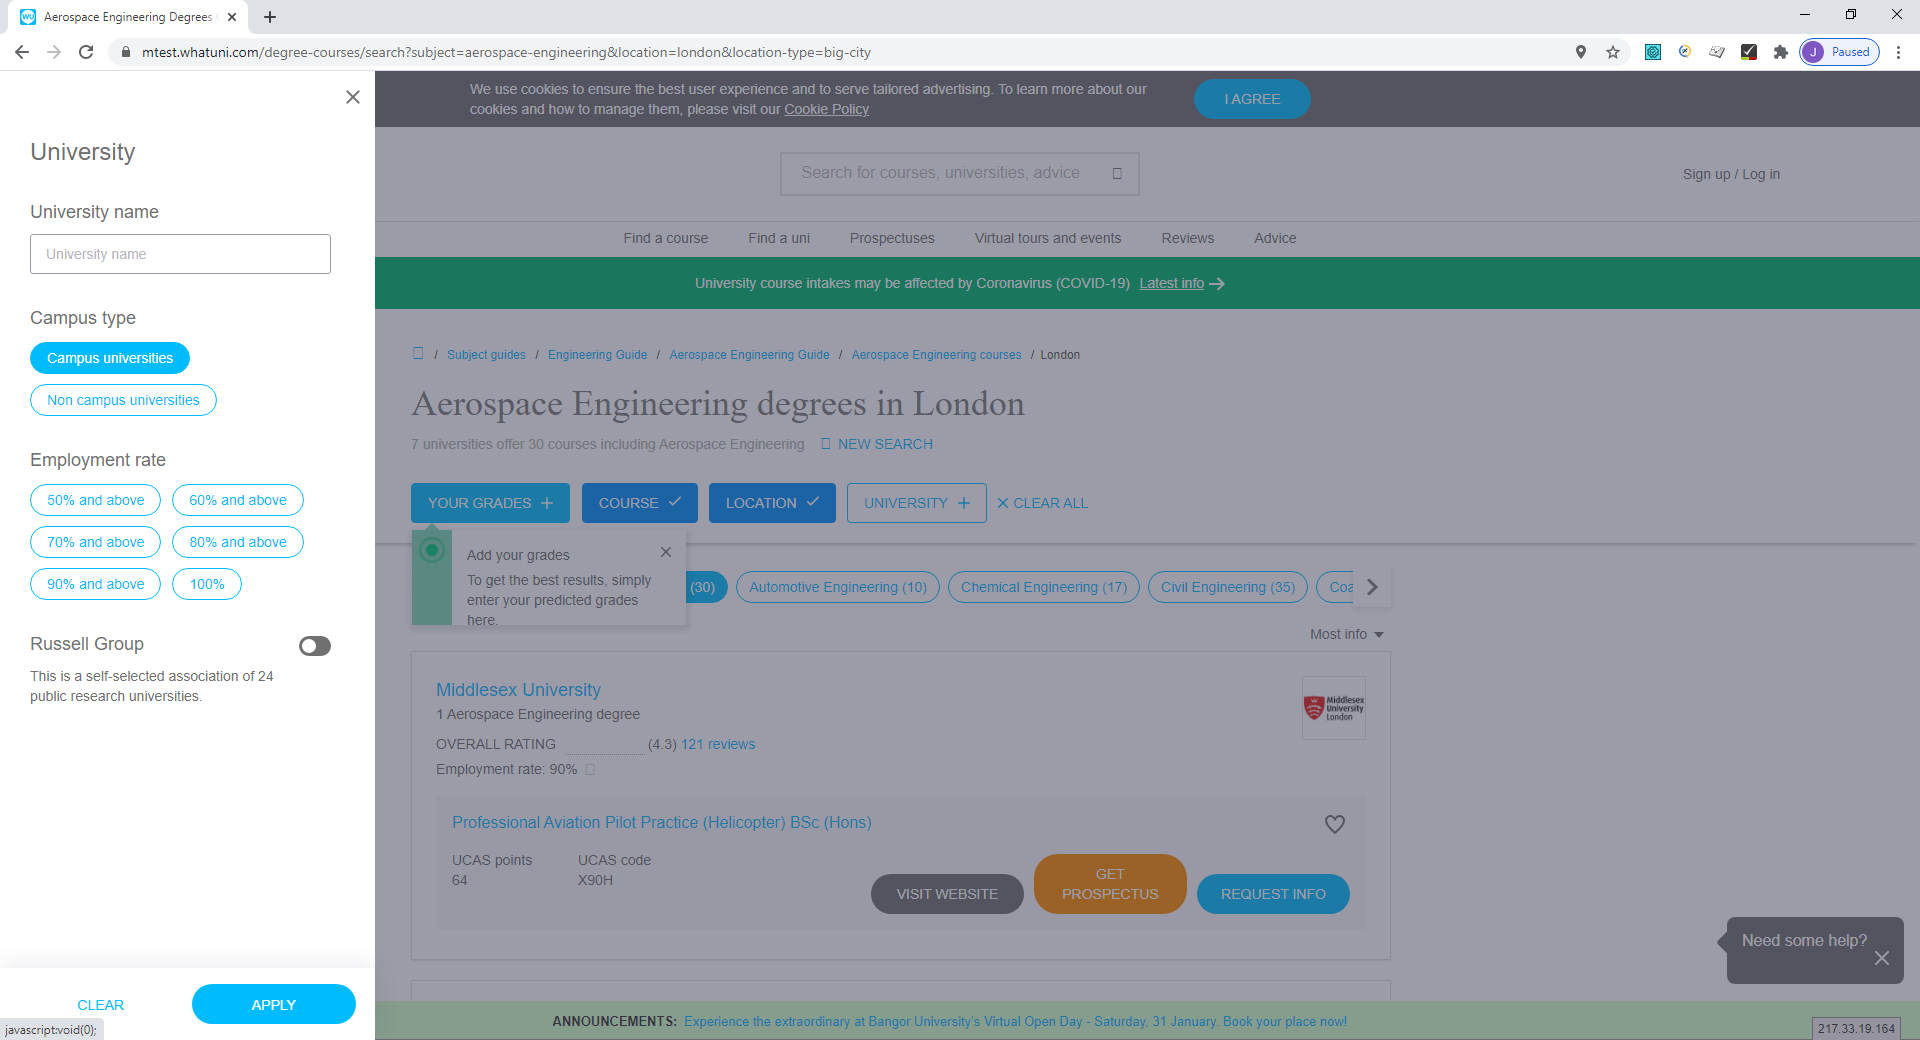 Aerospace Engineering Degrees
mtest.whatuni.com/degree-courses/search?subject=aerospace-engineering&location=london&location-type=big-city
J Paused
University
University name
University name
Campus type
Campus universities
Non campus universities
Employment rate
50% and above
60% and above
70% and above
80% and above
90% and above
100%
Russell Group
This is a self-selected association of 24
public research universities.
CLEAR
APPLY
javascript:void(0);
We use cookies to ensure the best user experience and to serve tailored advertising. To learn more about our
cookies and how to manage them, please visit our Cookie Policy
I AGREE
Search for courses, universities, advice
Sign up / Log in
Find a course
Find a uni
Prospectuses
Virtual tours and events
Reviews
Advice
University course intakes may be affected by Coronavirus (COVID-19) Latest info
/ Subject guides / Engineering Guide / Aerospace Engineering Guide / Aerospace Engineering courses / London
Aerospace Engineering degrees in London
7 universities offer 30 courses including Aerospace Engineering
NEW SEARCH
YOUR GRADES
COURSE
LOCATION
UNIVERSITY
CLEAR ALL
Add your grades
To get the best results, simply
enter your predicted grades
here.
(30)
Automotive Engineering (10)
Chemical Engineering (17)
Civil Engineering (35)
Coa
Most info
Middlesex University
1 Aerospace Engineering degree
OVERALL RATING (4.3) 121 reviews
Employment rate: 90%
Middlesex
University
London
Professional Aviation Pilot Practice (Helicopter) BSc (Hons)
UCAS points
64
UCAS code
X90H
VISIT WEBSITE
GET
PROSPECTUS
REQUEST INFO
Need some help?
ANNOUNCEMENTS: Experience the extraordinary at Bangor University's Virtual Open Day - Saturday, 31 January. Book your place now!
217.33.19.164